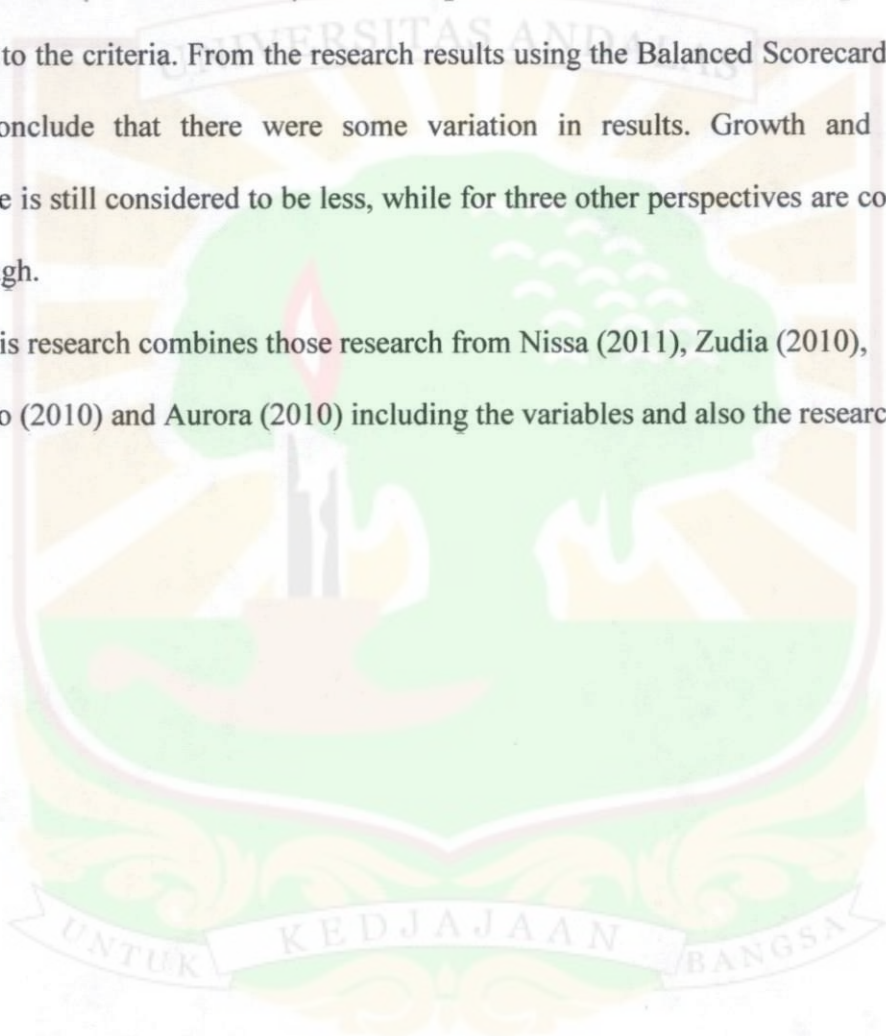 UNIVERSITAS ANDALAS
to the criteria. From the research results using the Balanced Scorecard
onclude that there were some variation in results. Growth and
e is still considered to be less, while for three other perspectives are co
gh.
is research combines those research from Nissa (2011), Zudia (2010),
o (2010) and Aurora (2010) including the variables and also the researc
UNTUK KEDJAJAAN BANGSA